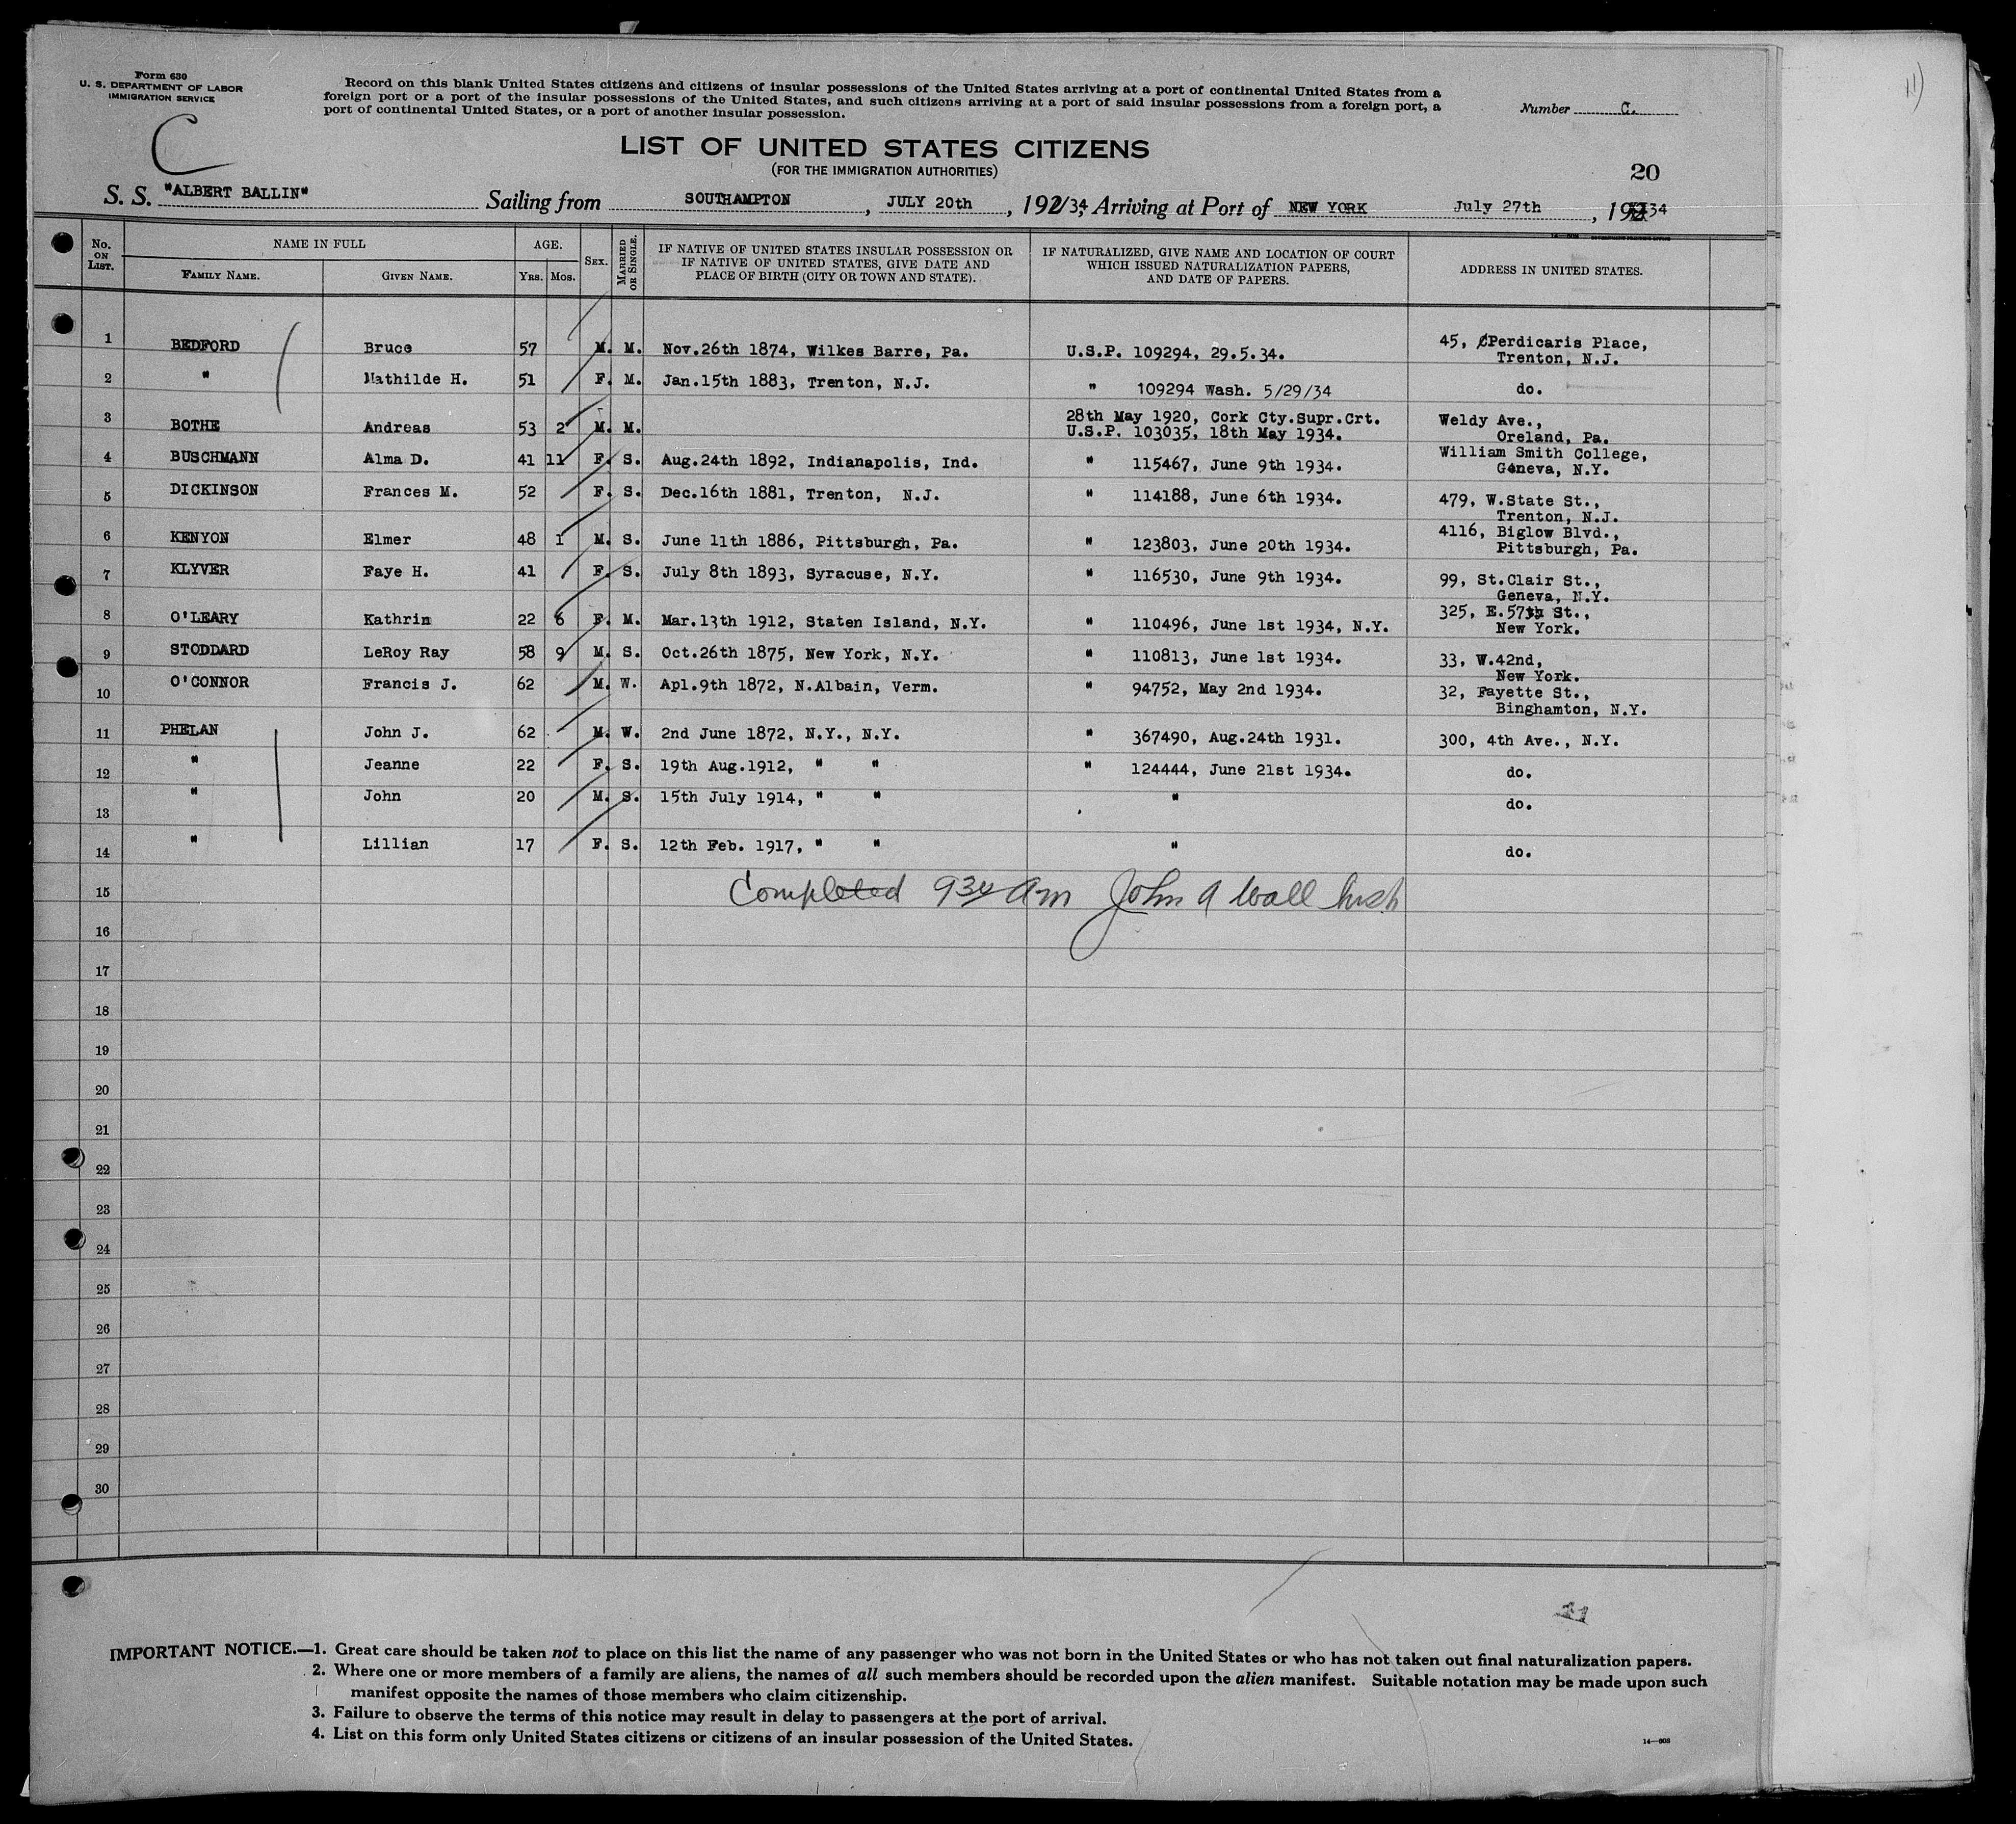 Form 630
U. S. DEPARTMENT OF LABOR
IMMIGRATION SERVICE
C
Record on this blank United States citizens and citizens of insular possessions of the United States arriving at a port of continental United States from a
foreign port or a port of the insular possessions of the United States, and such citizens arriving at a port of said insular possessions from a foreign port, a
port of continental United States, or a port of another insular possession.
Number C.
11)
LIST OF UNITED STATES CITIZENS
(FOR THE IMMIGRATION AUTHORITIES)
20
S. S. "ALBERT BALLIN" Sailing from SOUTHAMPTON, JULY 20th, 192/34, Arriving at Port of NEW YORK July 27th, 1934
No. ON LIST. NAME IN FULL AGE. SEX. MARRIED OR SINGLE. IF NATIVE OF UNITED STATES INSULAR POSSESSION OR IF NATIVE OF UNITED STATES, GIVE DATE AND PLACE OF BIRTH (CITY OR TOWN AND STATE). IF NATURALIZED, GIVE NAME AND LOCATION OF COURT WHICH ISSUED NATURALIZATION PAPERS, AND DATE OF PAPERS. ADDRESS IN UNITED STATES.
FAMILY NAME. GIVEN NAME. YRS. MOS.
1 BEDFORD Bruce 57 M. M. Nov.26th 1874, Wilkes Barre, Pa. U.S.P. 109294, 29.5.34. 45, Perdicaris Place, Trenton, N.J.
2 " Mathilde H. 51 F. M. Jan.15th 1883, Trenton, N.J. " 109294 Wash. 5/29/34 do.
3 BOTHE Andreas 53 2 M. M. 28th May 1920, Cork Cty.Supr.Crt. U.S.P. 103035, 18th May 1934. Weldy Ave., Oreland, Pa.
4 BUSCHMANN Alma D. 41 11 F. S. Aug.24th 1892, Indianapolis, Ind. " 115467, June 9th 1934. William Smith College, Geneva, N.Y.
5 DICKINSON Frances M. 52 F. S. Dec.16th 1881, Trenton, N.J. " 114188, June 6th 1934. 479, W.State St., Trenton, N.J.
6 KENYON Elmer 48 1 M. S. June 11th 1886, Pittsburgh, Pa. " 123803, June 20th 1934. 4116, Biglow Blvd., Pittsburgh, Pa.
7 KLYVER Faye H. 41 F. S. July 8th 1893, Syracuse, N.Y. " 116530, June 9th 1934. 99, St.Clair St., Geneva, N.Y.
8 O'LEARY Kathrin 22 6 F. M. Mar.13th 1912, Staten Island, N.Y. " 110496, June 1st 1934, N.Y. 325, E.57th St., New York.
9 STODDARD LeRoy Ray 58 9 M. S. Oct.26th 1875, New York, N.Y. " 110813, June 1st 1934. 33, W.42nd, New York.
10 O'CONNOR Francis J. 62 M. W. Apl.9th 1872, N.Albain, Verm. " 94752, May 2nd 1934. 32, Fayette St., Binghamton, N.Y.
11 PHELAN John J. 62 M. W. 2nd June 1872, N.Y., N.Y. " 367490, Aug.24th 1931. 300, 4th Ave., N.Y.
12 " Jeanne 22 F. S. 19th Aug.1912, " " " 124444, June 21st 1934. do.
13 " John 20 M. S. 15th July 1914, " " " do.
14 " Lillian 17 F. S. 12th Feb. 1917, " " " do.
15 Completed 930 am John A Wall Insp
16
17
18
19
20
21
22
23
24
25
26
27
28
29
30
IMPORTANT NOTICE.—1. Great care should be taken not to place on this list the name of any passenger who was not born in the United States or who has not taken out final naturalization papers.
2. Where one or more members of a family are aliens, the names of all such members should be recorded upon the alien manifest. Suitable notation may be made upon such
manifest opposite the names of those members who claim citizenship.
3. Failure to observe the terms of this notice may result in delay to passengers at the port of arrival.
4. List on this form only United States citizens or citizens of an insular possession of the United States.
14—808